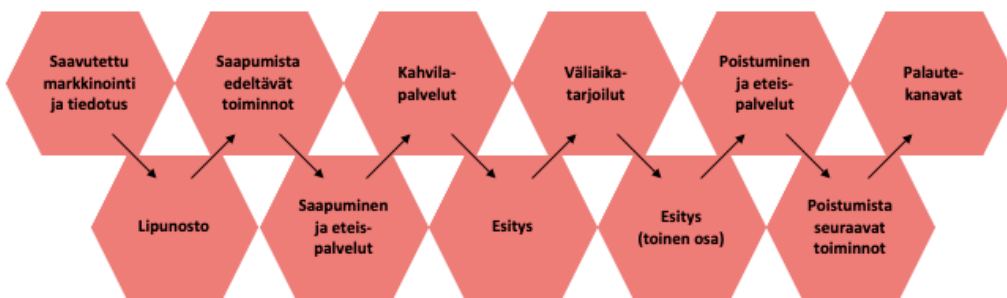 Saavutettu
markkinointi
ja tiedotus
Lipunosto
Saapumista
edeltävät
toiminnot
Saapuminen
ja eteis-
palvelut
Kahvila-
palvelut
Esitys
Väliaika-
tarjoilut
Esitys
(toinen osa)
Poistuminen
ja eteis-
palvelut
Poistumista
seuraavat
toiminnot
Palaute-
kanavat